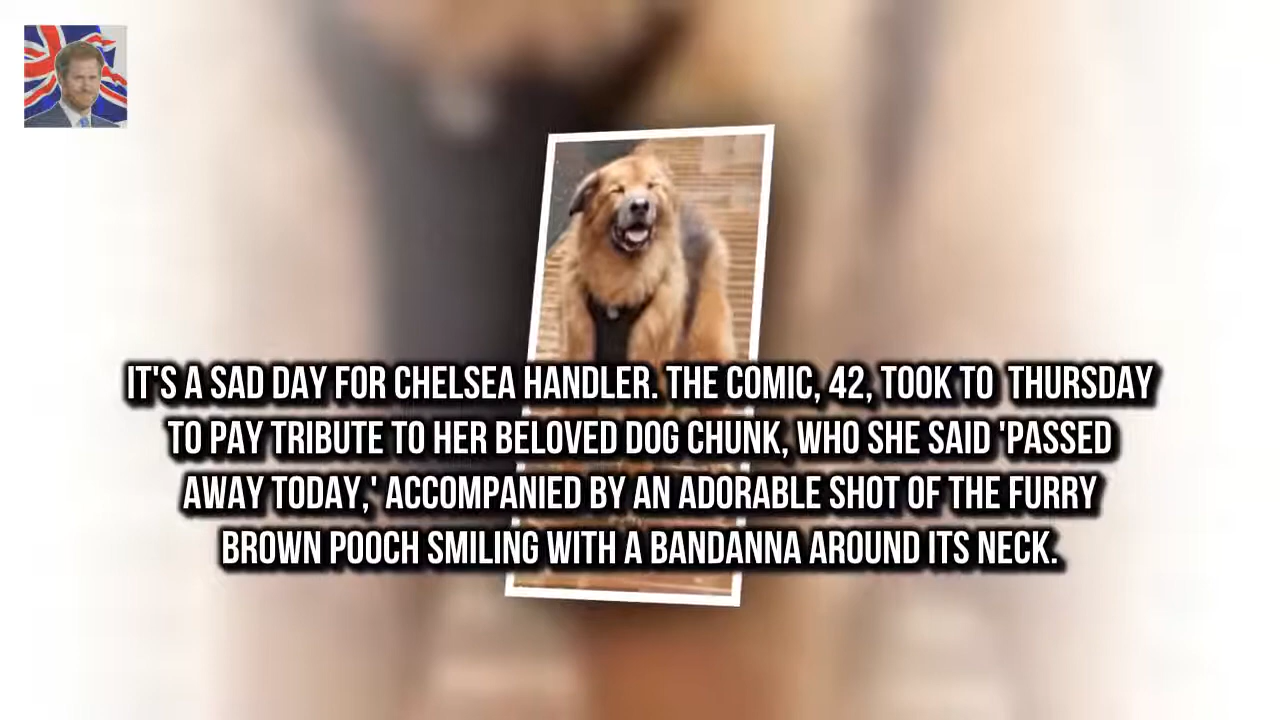 IT'S A SAD DAY FOR CHELSEA HANDLER. THE COMIC, 42, TOOK TO THURSDAY
TO PAY TRIBUTE TO HER BELOVED DOG CHUNK, WHO SHE SAID 'PASSED
AWAY TODAY,' ACCOMPANIED BY AN ADORABLE SHOT OF THE FURRY
BROWN POOCH SMILING WITH A BANDANNA AROUND ITS NECK.